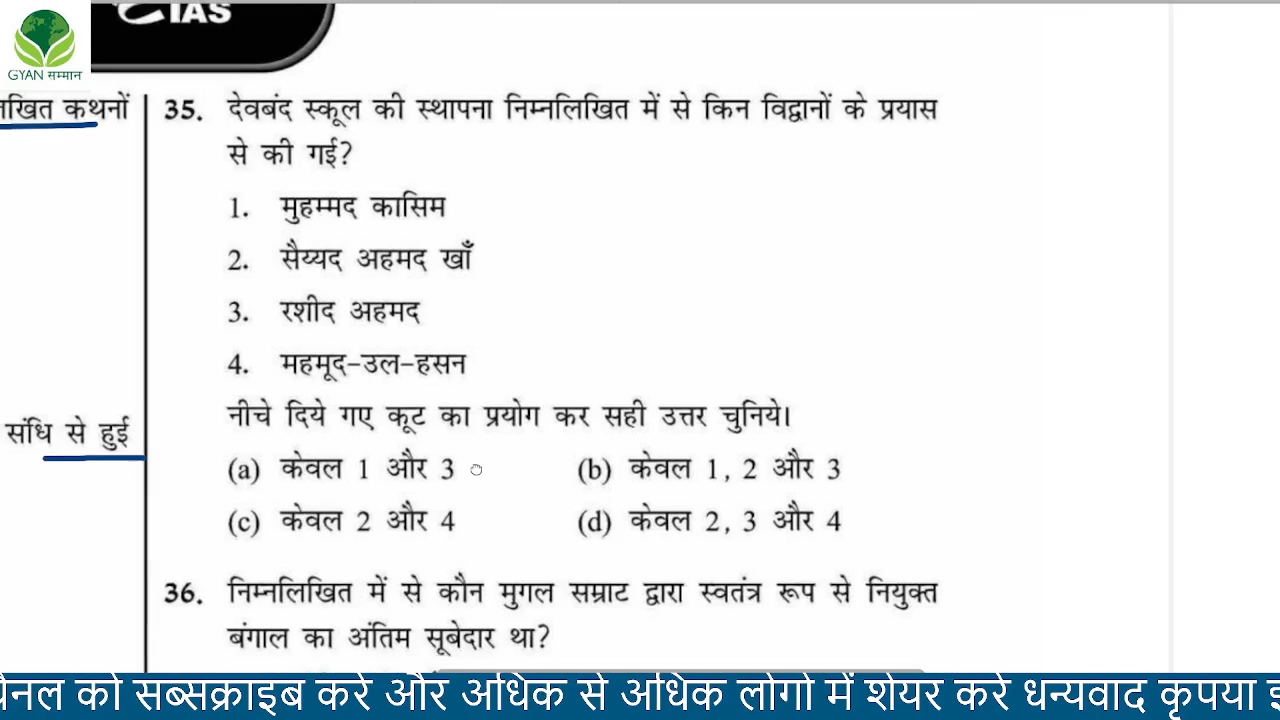 IAS
GYAN सम्मान
खित कथनों
35. देवबंद स्कूल की स्थापना निम्नलिखित में से किन विद्वानों के प्रयास
से की गई?
1. मुहम्मद कासिम
2. सैय्यद अहमद खाँ
3. रशीद अहमद
4. महमूद-उल-हसन
नीचे दिये गए कूट का प्रयोग कर सही उत्तर चुनिये।
संधि से हुई
(a) केवल 1 और 3 (b) केवल 1, 2 और 3
(c) केवल 2 और 4 (d) केवल 2, 3 और 4
36. निम्नलिखित में से कौन मुगल सम्राट द्वारा स्वतंत्र रूप से नियुक्त
बंगाल का अंतिम सूबेदार था?
को सब्सक्राइब करे और अधिक से अधिक लोगो में शेयर करे धन्यवाद कृपया